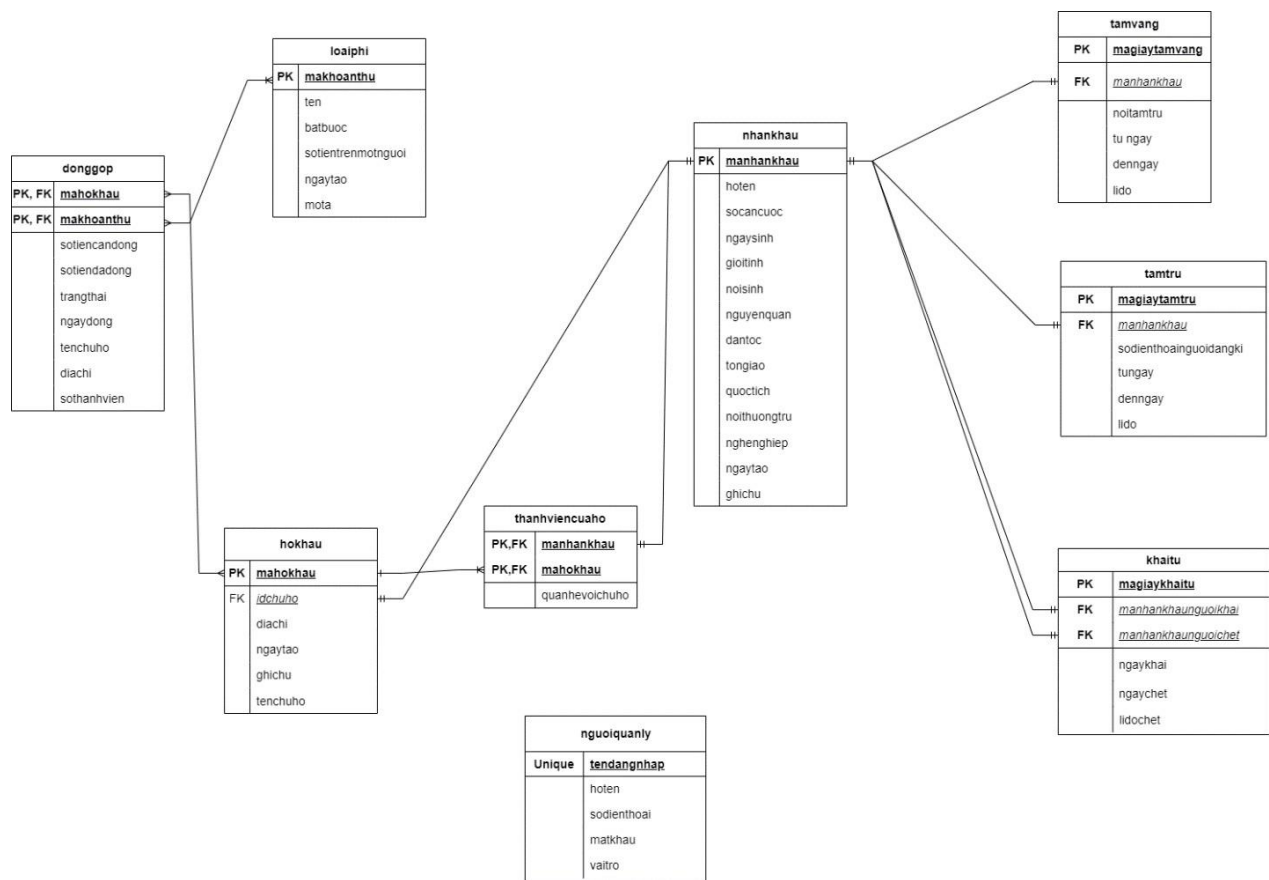 loaiphi
PK makhoanthu
ten
batbuoc
sotientrenmotnguoi
ngaytao
mota
donggop
PK, FK mahokhau
PK, FK makhoanthu
sotiencandong
sotiendadong
trangthai
ngaydong
tenchuho
diachi
sothanhvien
hokhau
PK mahokhau
FK idchuho
diachi
ngaytao
ghichu
tenchuho
thanhviencuaho
PK,FK manhankhau
PK,FK mahokhau
quanhevoichuho
nguoiquanly
Unique tendangnhap
hoten
sodienthoai
matkhau
vaitro
nhankhau
PK manhankhau
hoten
socancuoc
ngaysinh
gioitinh
noisinh
nguyenquan
dantoc
tongiao
quoctich
noithuongtru
nghenghiep
ngaytao
ghichu
tamvang
PK magiaytamvang
FK manhankhau
noitamtru
tu ngay
denngay
lido
tamtru
PK magiaytamtru
FK manhankhau
sodienthoainguoidangki
tungay
denngay
lido
khaitu
PK magiaykhaitu
FK manhankhaunguoikhai
FK manhankhaunguoichet
ngaykhai
ngaychet
lidochet